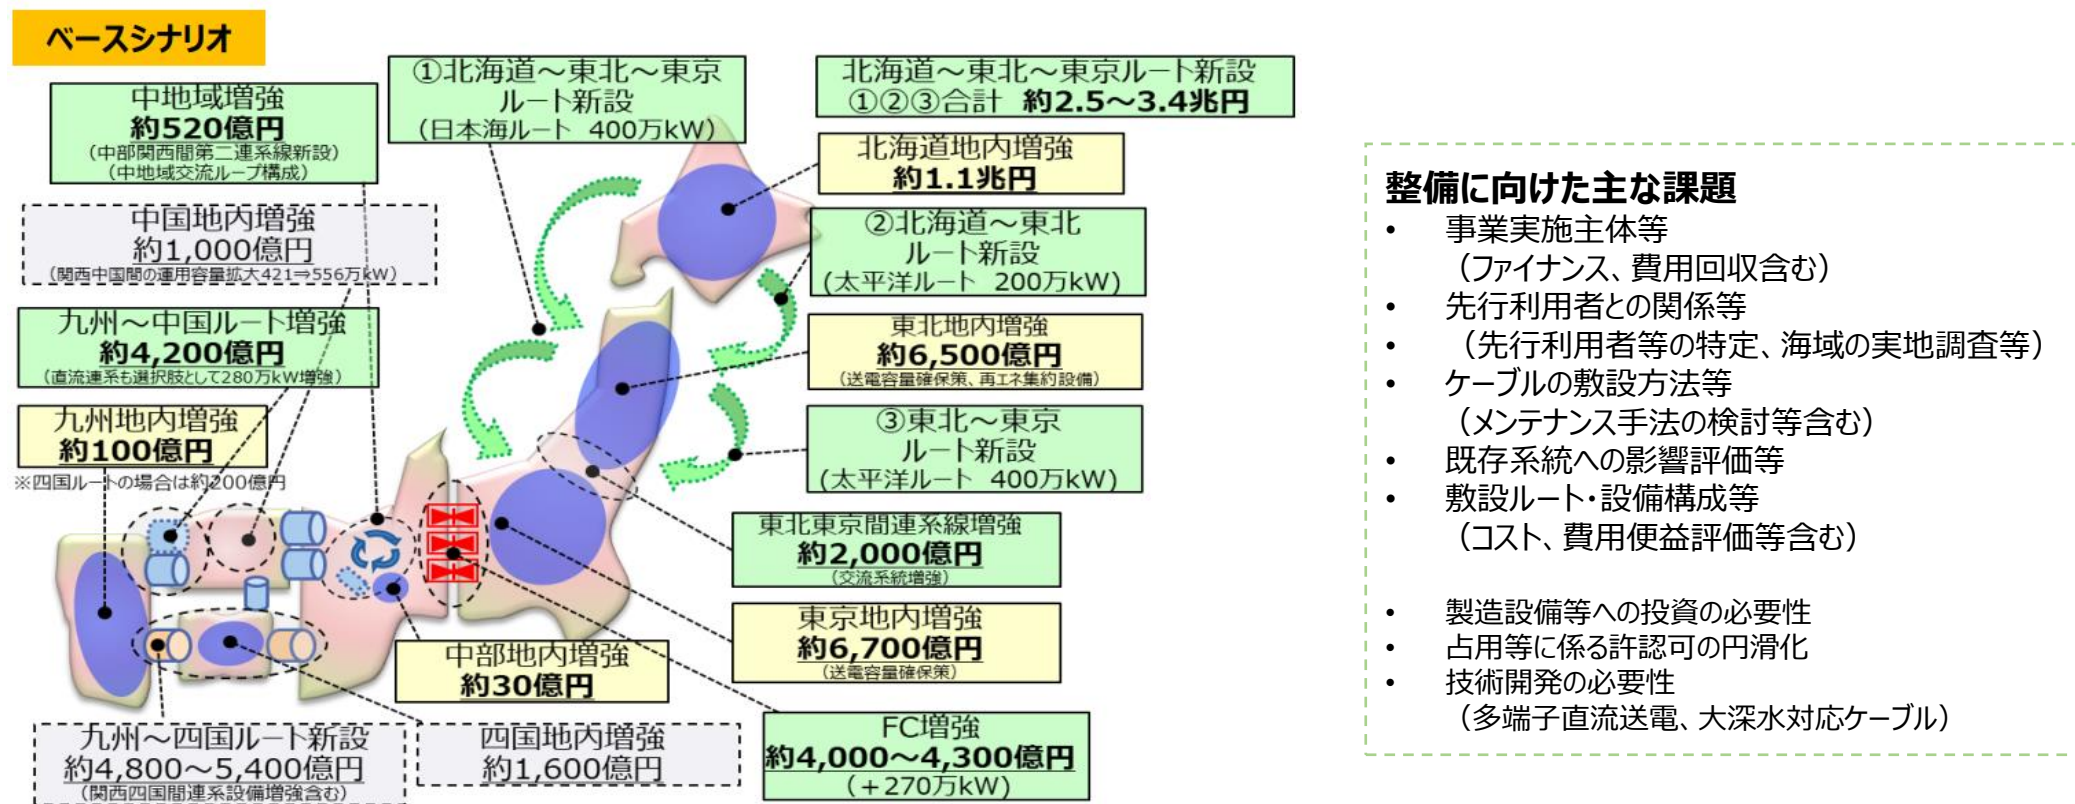 ベースシナリオ
中地域増強
約520億円
（中部関西間第二連系線新設）
（中地域交流ループ構成）
中国地内増強
約1,000億円
（関西中国間の運用容量拡大421⇒556万kW）
九州～中国ルート増強
約4,200億円
（直流連系も選択肢として280万kW増強）
九州地内増強
約100億円
※四国ルートの場合は約200億円
①北海道～東北～東京
ルート新設
（日本海ルート 400万kW）
北海道～東北～東京ルート新設
①②③合計 約2.5～3.4兆円
北海道地内増強
約1.1兆円
②北海道～東北
ルート新設
（太平洋ルート 200万kW）
東北地内増強
約6,500億円
（送電容量確保策、再エネ集約設備）
③東北～東京
ルート新設
（太平洋ルート 400万kW）
東北東京間連系線増強
約2,000億円
（交流系統増強）
東京地内増強
約6,700億円
（送電容量確保策）
中部地内増強
約30億円
FC増強
約4,000～4,300億円
（+270万kW）
九州～四国ルート新設
約4,800～5,400億円
（関西四国間連系設備増強含む）
四国地内増強
約1,600億円
整備に向けた主な課題
• 事業実施主体等
（ファイナンス、費用回収含む）
• 先行利用者との関係等
• （先行利用者等の特定、海域の実地調査等）
• ケーブルの敷設方法等
（メンテナンス手法の検討等含む）
• 既存系統への影響評価等
• 敷設ルート・設備構成等
（コスト、費用便益評価等含む）
• 製造設備等への投資の必要性
• 占用等に係る許認可の円滑化
• 技術開発の必要性
（多端子直流送電、大深水対応ケーブル）